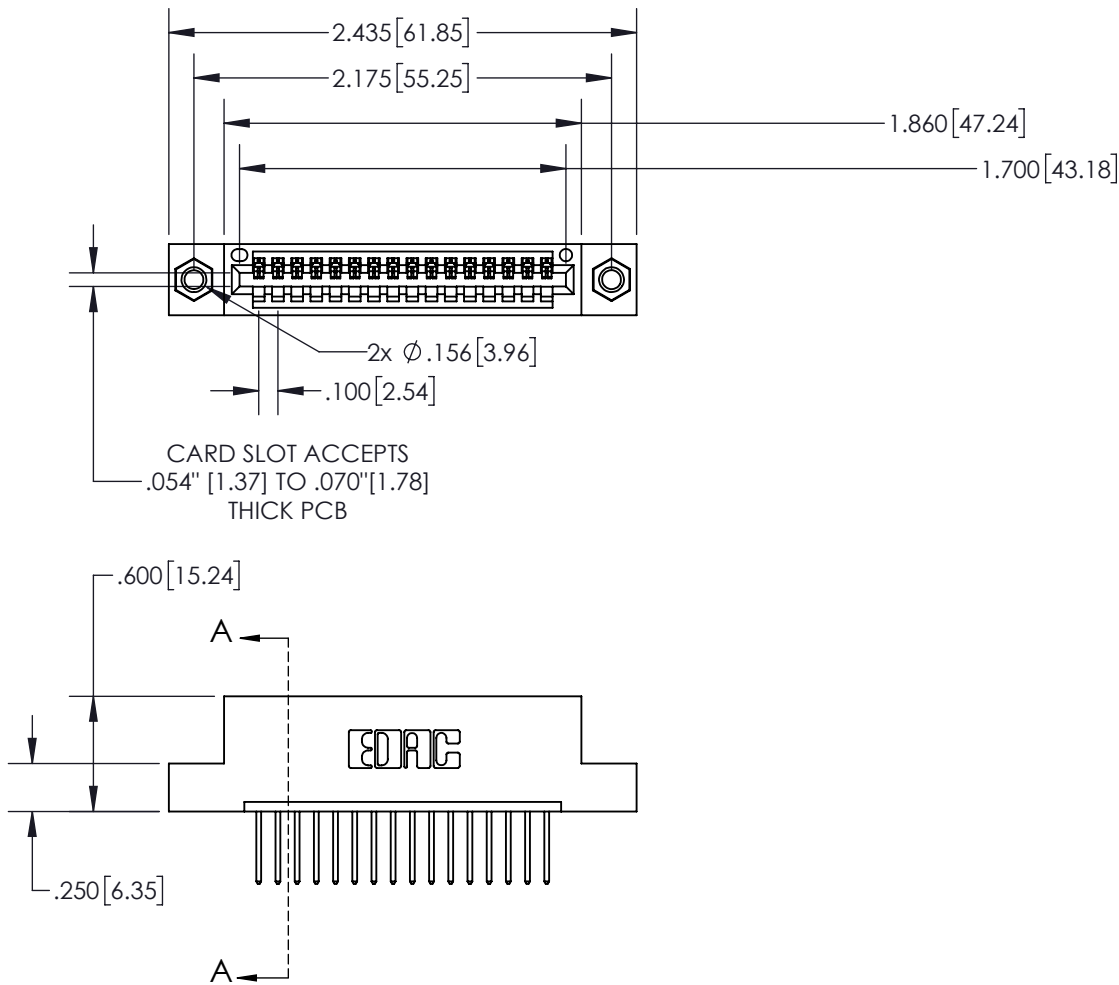 2.435[61.85]
2.175[55.25]
1.860[47.24]
1.700[43.18]
2x Ø.156[3.96]
.100[2.54]
CARD SLOT ACCEPTS
.054" [1.37] TO .070"[1.78]
THICK PCB
.600[15.24]
A
EDAC
.250[6.35]
A